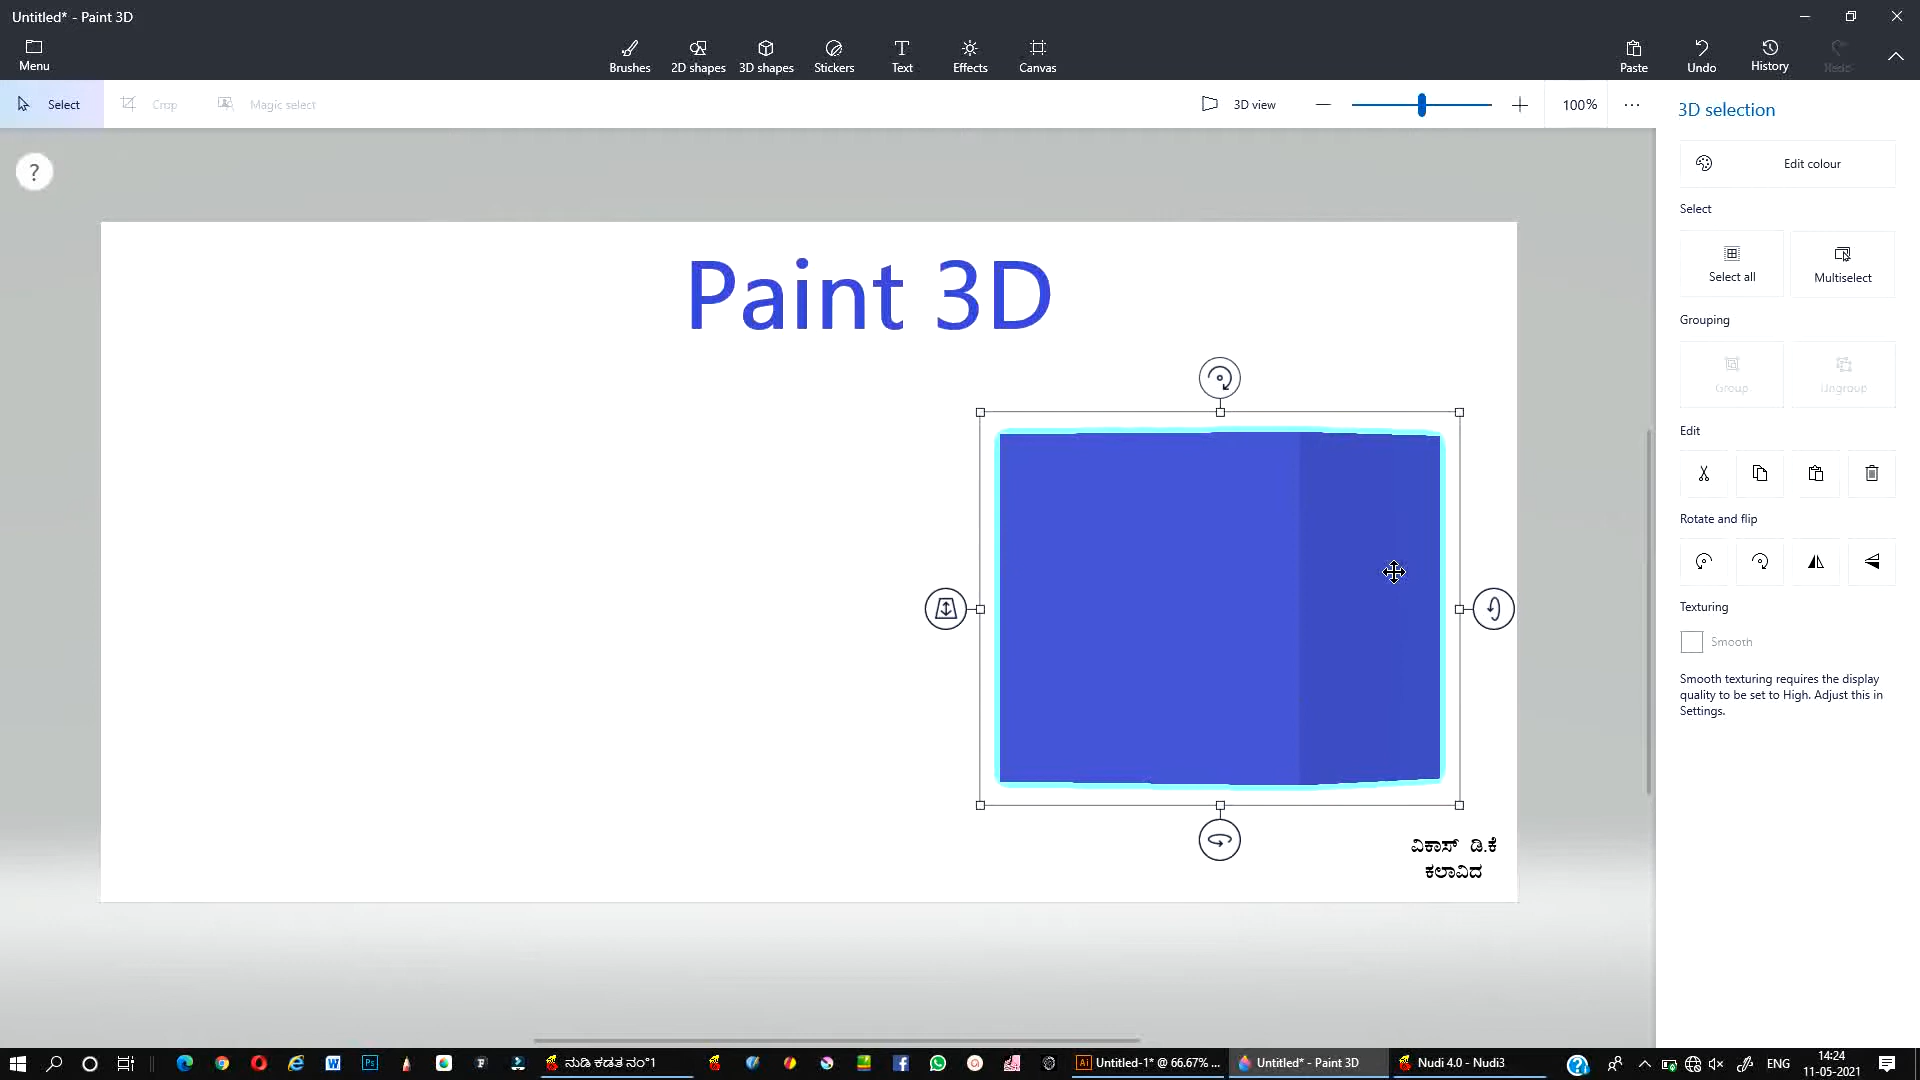 Untitled* - Paint 3D
Menu
Brushes
2D shapes
3D shapes
Stickers
Text
Effects
Canvas
Paste
Undo
History
Redo
Select
Crop
Magic select
3D view
100%
3D selection
Edit colour
Select
Select all
Multiselect
Grouping
Group
Ungroup
Edit
Rotate and flip
Texturing
Smooth
Smooth texturing requires the display
quality to be set to High. Adjust this in
Settings.
?
Paint 3D
ವಿಕಾಸ್ ಡಿ.ಕೆ
ಕಲಾವಿದ
ನುಡಿ ಕಡತ ನಂ°1
Untitled-1* @ 66.67% ...
Untitled* - Paint 3D
Nudi 4.0 - Nudi3
ENG
14:24
11-05-2021